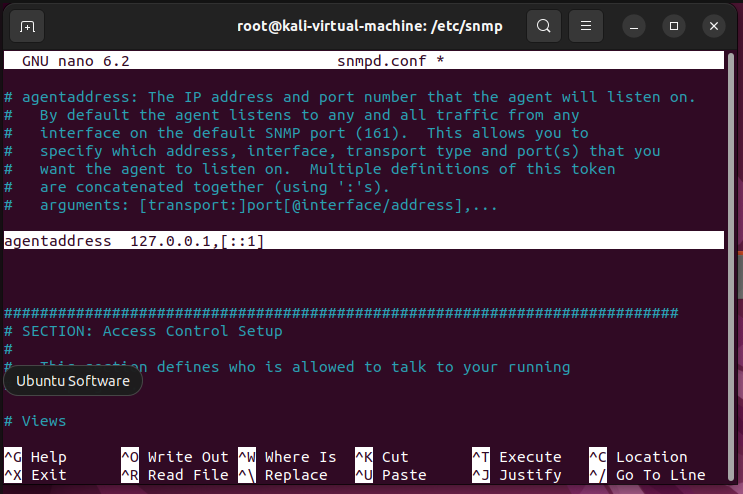 root@kali-virtual-machine: /etc/snmp
GNU nano 6.2 snmpd.conf *
# agentaddress: The IP address and port number that the agent will listen on.
# By default the agent listens to any and all traffic from any
# interface on the default SNMP port (161). This allows you to
# specify which address, interface, transport type and port(s) that you
# want the agent to listen on. Multiple definitions of this token
# are concatenated together (using ':'s).
# arguments: [transport:]port[@interface/address],...
agentaddress 127.0.0.1,[::1]
###########################################################################
# SECTION: Access Control Setup
#
# This section defines who is allowed to talk to your running
Ubuntu Software
# Views
^G Help ^O Write Out ^W Where Is ^K Cut ^T Execute ^C Location
^X Exit ^R Read File ^\ Replace ^U Paste ^J Justify ^/ Go To Line